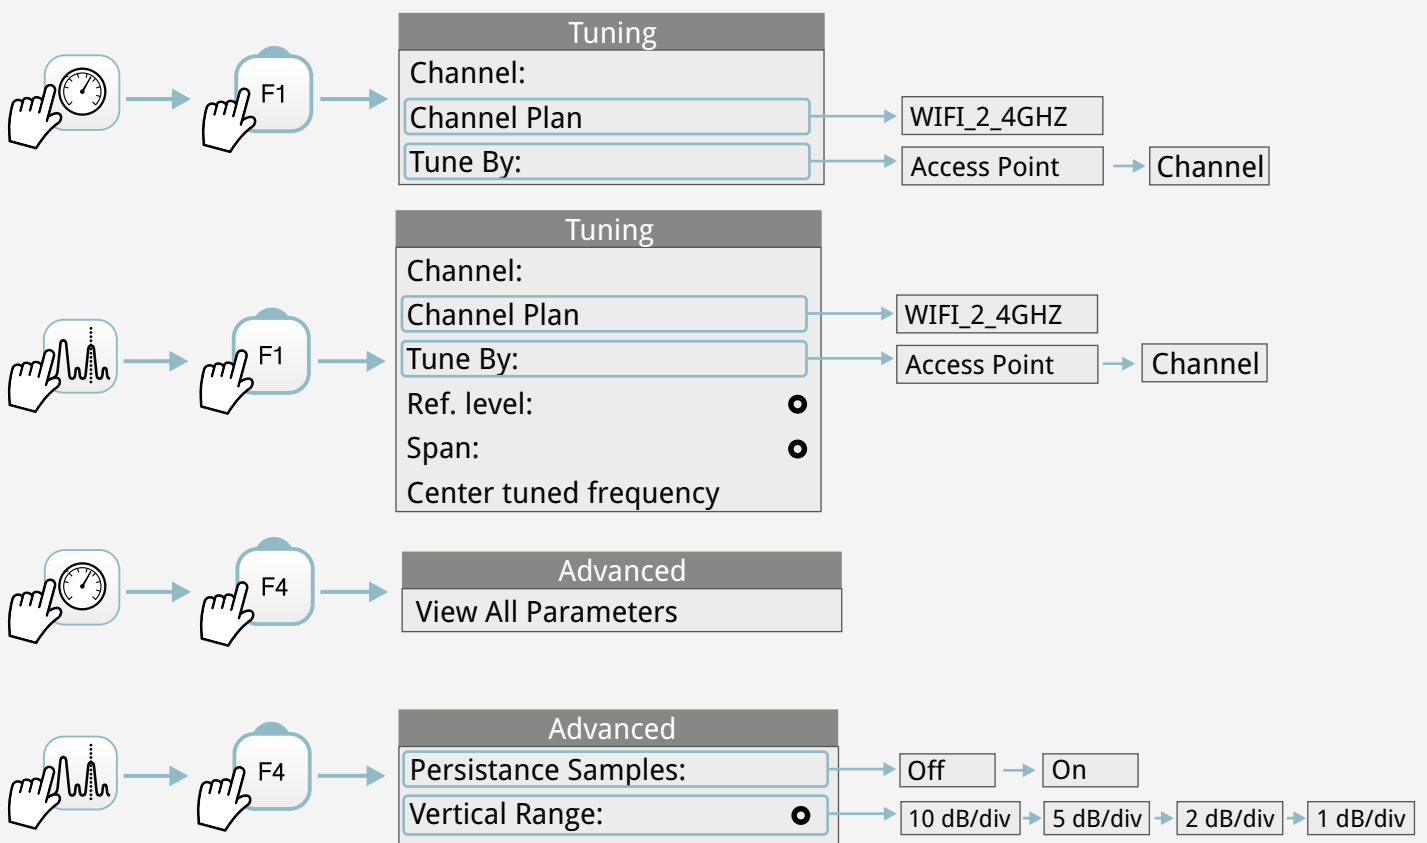 Tuning
F1
Channel:
Channel Plan
WIFI_2_4GHZ
Tune By:
Access Point
Channel
Tuning
F1
Channel:
Channel Plan
WIFI_2_4GHZ
Tune By:
Access Point
Channel
Ref. level:
Span:
Center tuned frequency
F4
Advanced
View All Parameters
F4
Advanced
Persistance Samples:
Off
On
Vertical Range:
10 dB/div
5 dB/div
2 dB/div
1 dB/div